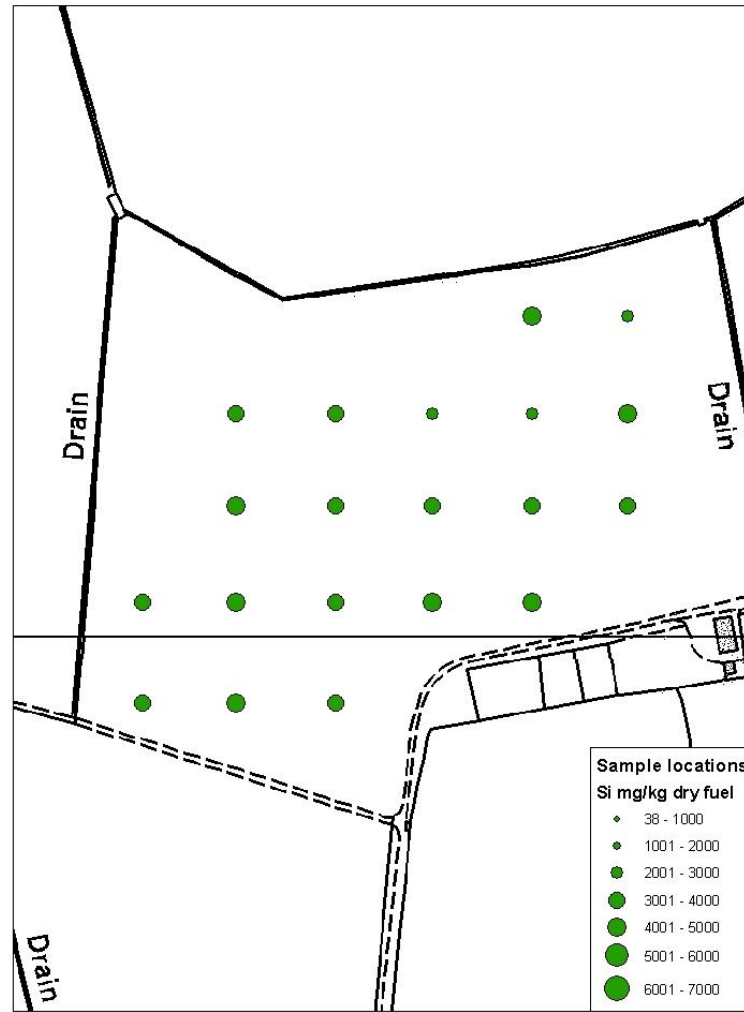 Drain
Drain
Drain
Sample locations
Si mg/kg dry fuel
38 - 1000
1001 - 2000
2001 - 3000
3001 - 4000
4001 - 5000
5001 - 6000
6001 - 7000